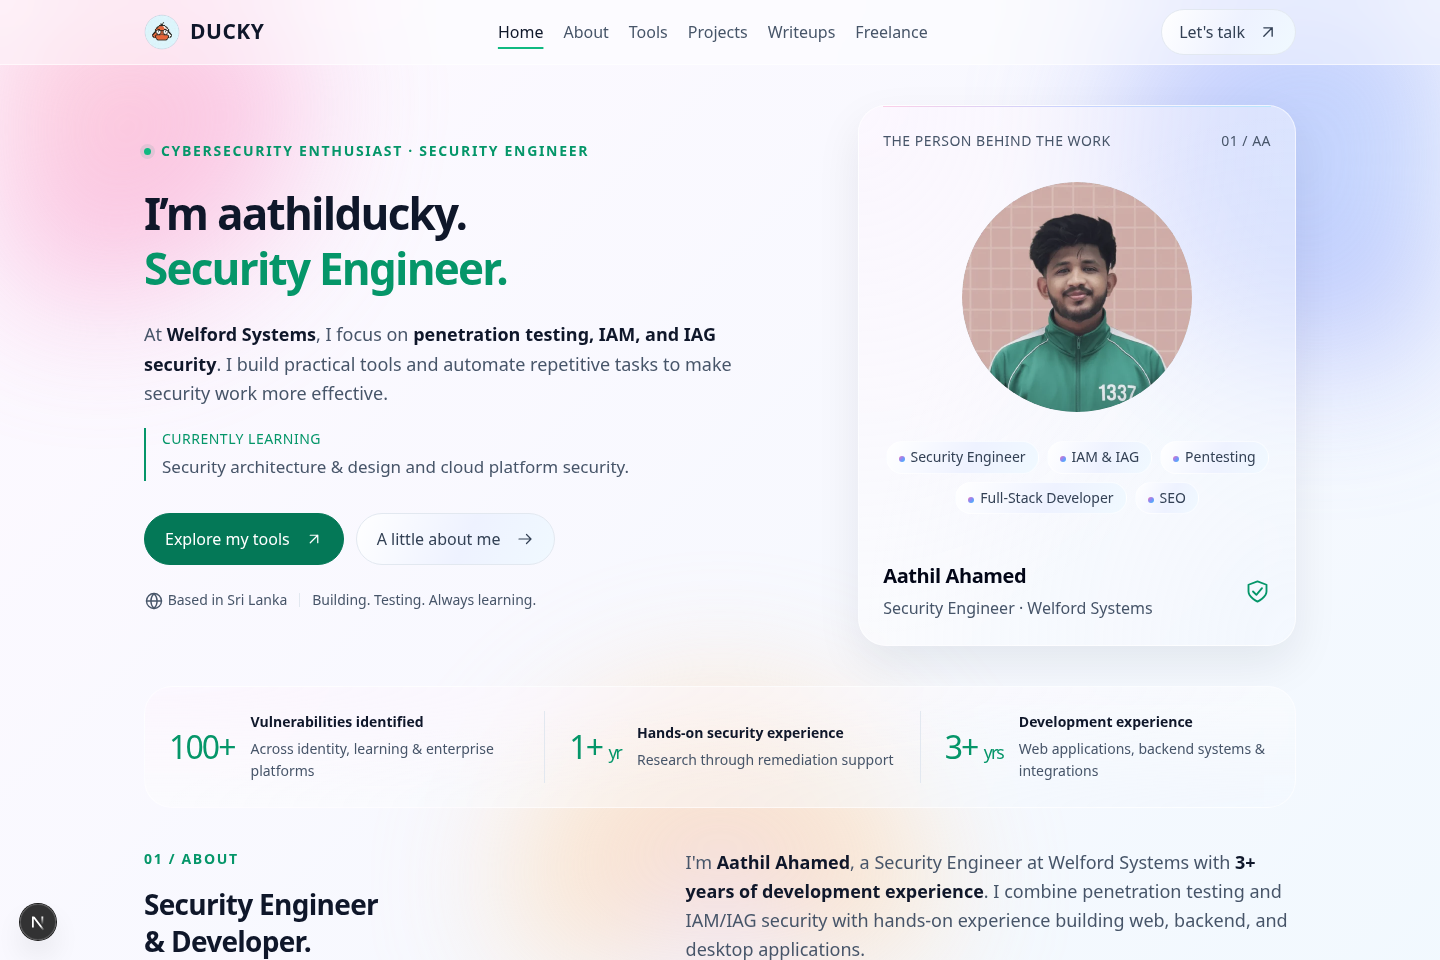 DUCKY
Home About Tools Projects Writeups Freelance
Let's talk
CYBERSECURITY ENTHUSIAST · SECURITY ENGINEER
I’m aathilducky.
Security Engineer.
At Welford Systems, I focus on penetration testing, IAM, and IAG
security. I build practical tools and automate repetitive tasks to make
security work more effective.
CURRENTLY LEARNING
Security architecture & design and cloud platform security.
Explore my tools
A little about me
Based in Sri Lanka
Building. Testing. Always learning.
THE PERSON BEHIND THE WORK
01 / AA
1337
Security Engineer
IAM & IAG
Pentesting
Full-Stack Developer
SEO
Aathil Ahamed
Security Engineer · Welford Systems
100+
Vulnerabilities identified
Across identity, learning & enterprise
platforms
1+ yr
Hands-on security experience
Research through remediation support
3+ yrs
Development experience
Web applications, backend systems &
integrations
01 / ABOUT
Security Engineer
& Developer.
I'm Aathil Ahamed, a Security Engineer at Welford Systems with 3+
years of development experience. I combine penetration testing and
IAM/IAG security with hands-on experience building web, backend, and
desktop applications.
N